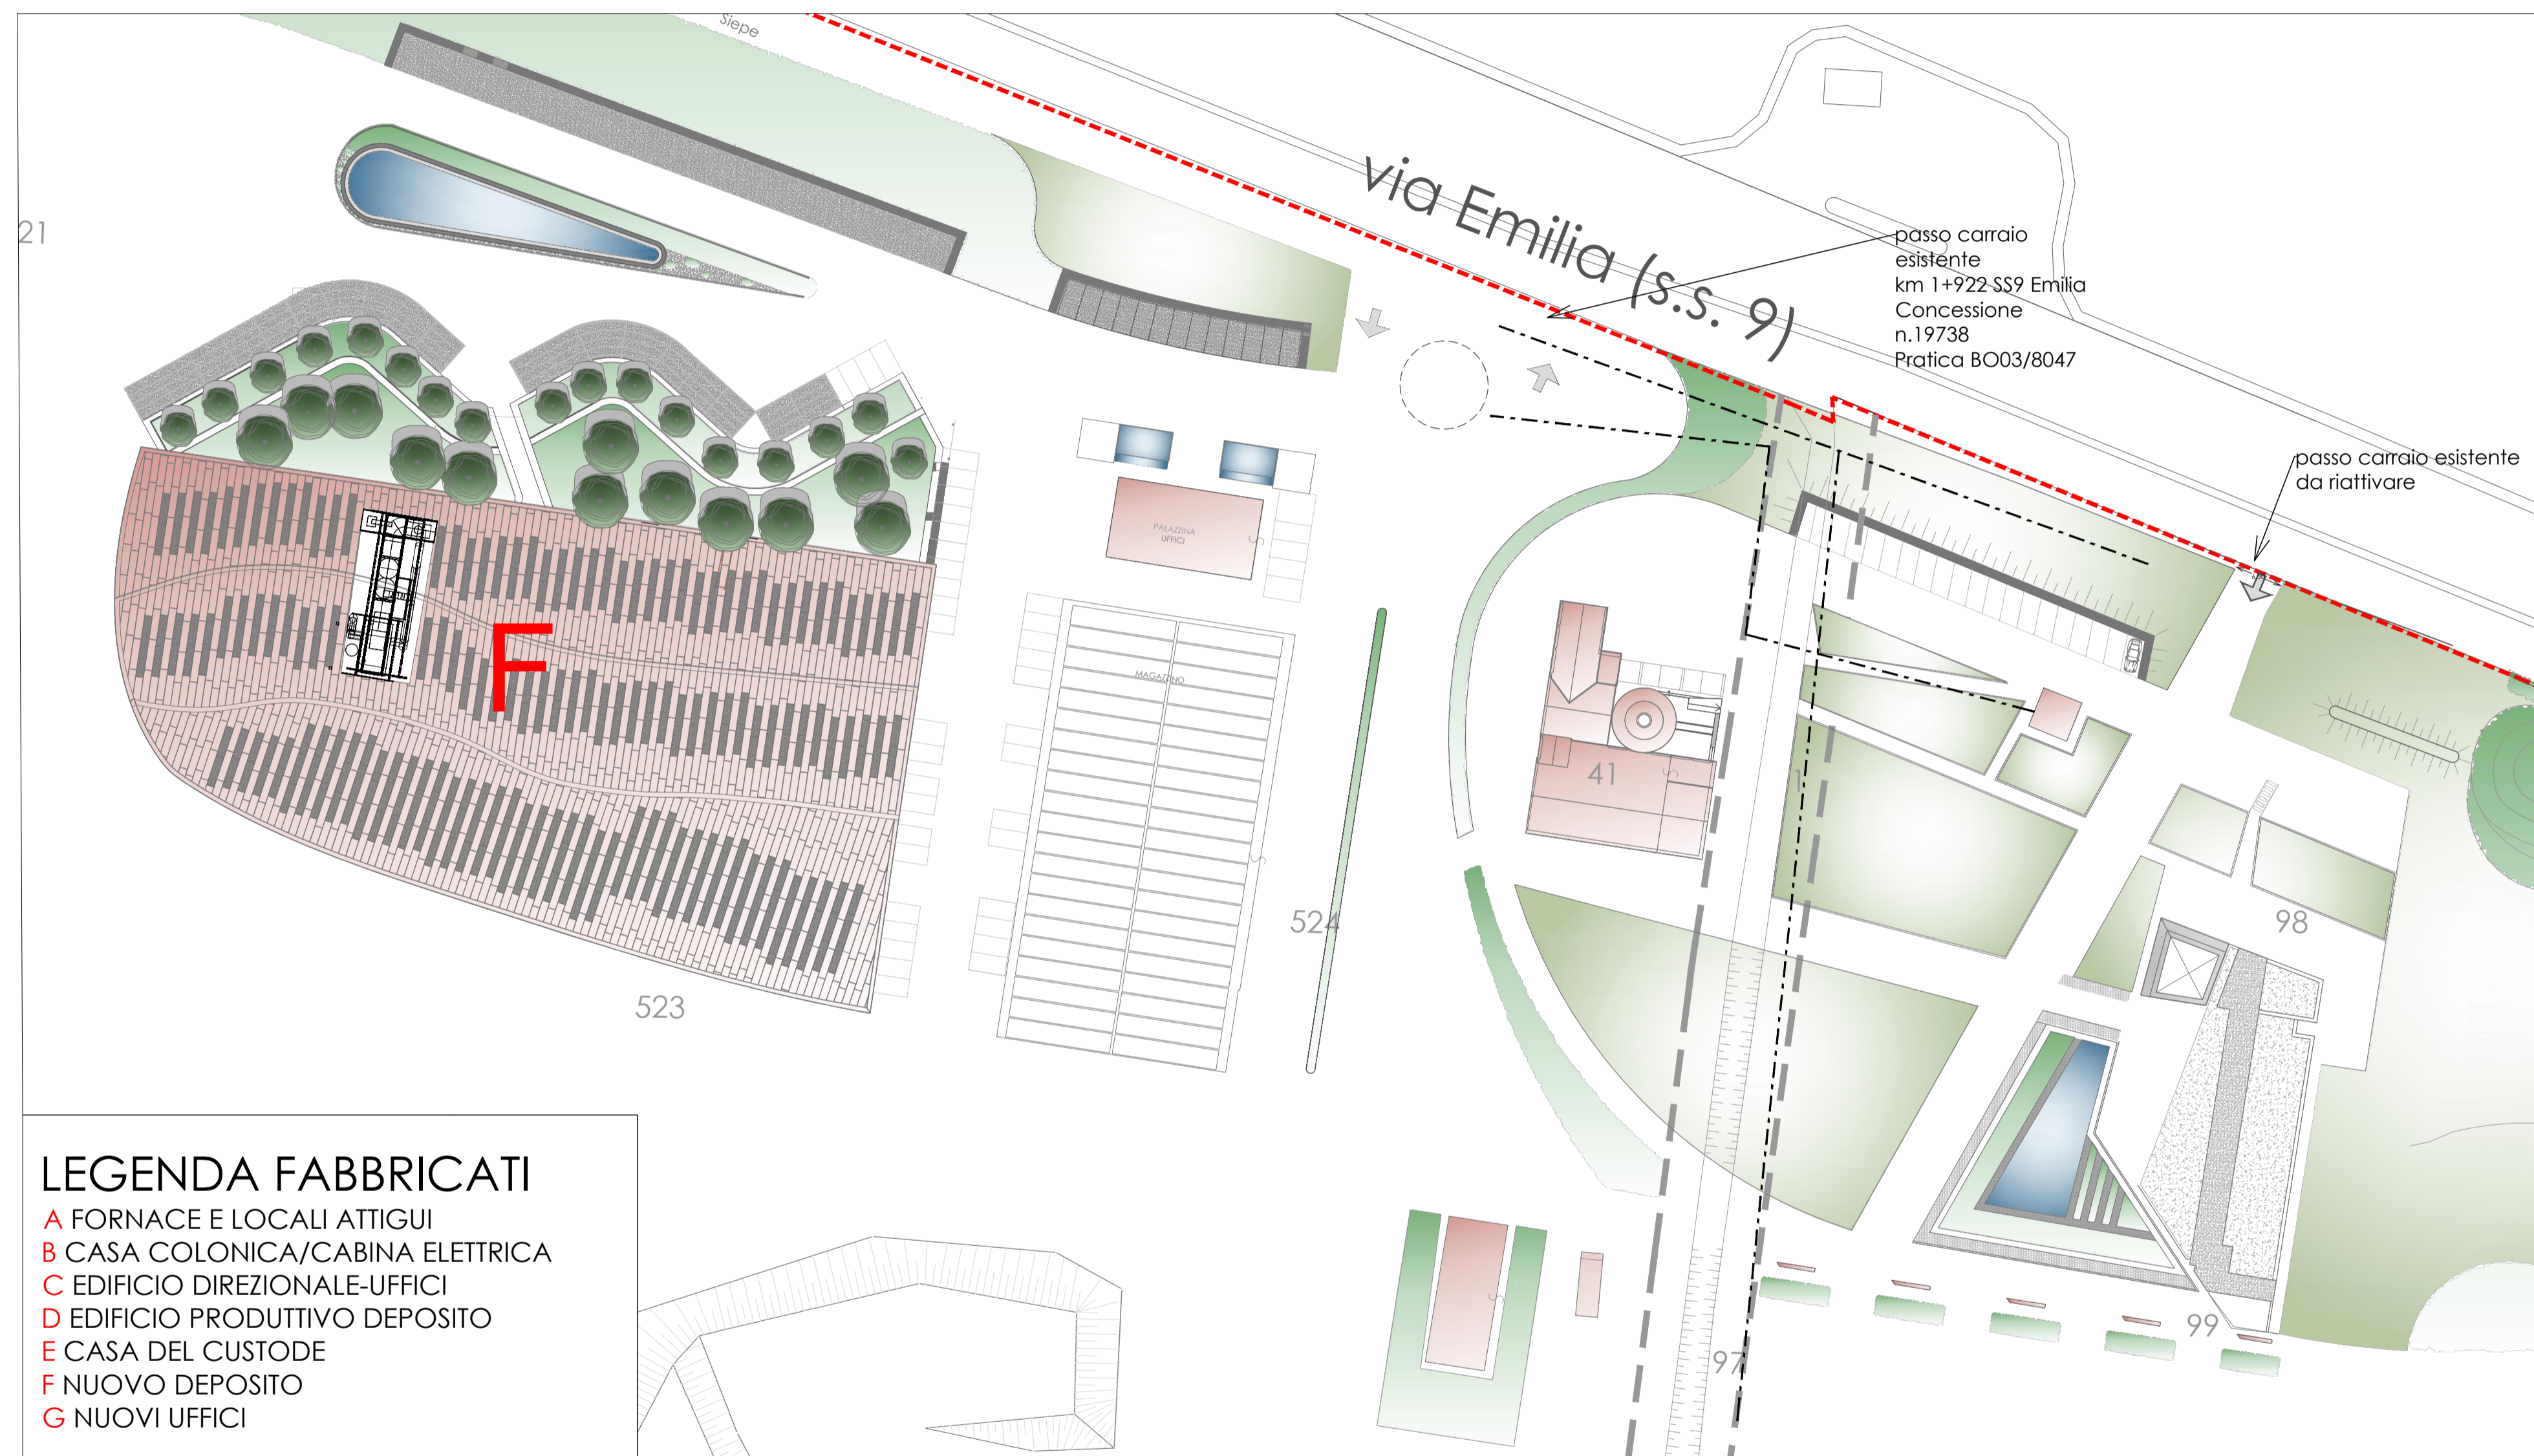 Siepe
21
via Emilia (s.s. 9)
passo carraio
esistente
km 1+922 SS9 Emilia
Concessione
n.19738
Pratica BO03/8047
passo carraio esistente
da riattivare
PALAZZINA
UFFICI
S
F
MAGAZZINO
S
41
S
1
524
98
523
S
99
97
LEGENDA FABBRICATI
A FORNACE E LOCALI ATTIGUI
B CASA COLONICA/CABINA ELETTRICA
C EDIFICIO DIREZIONALE-UFFICI
D EDIFICIO PRODUTTIVO DEPOSITO
E CASA DEL CUSTODE
F NUOVO DEPOSITO
G NUOVI UFFICI